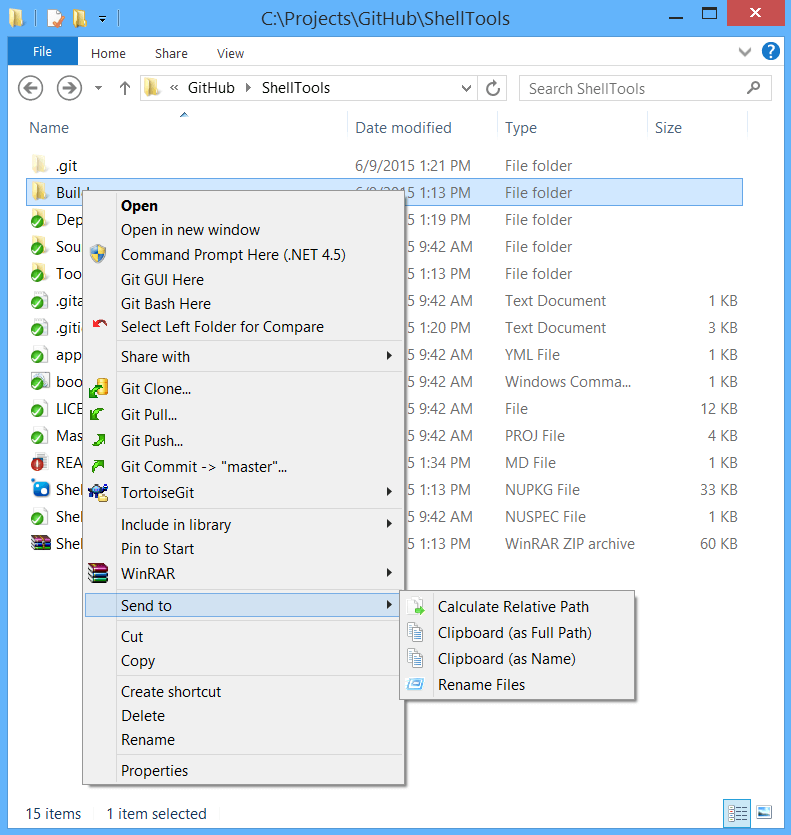 C:\Projects\GitHub\ShellTools
File Home Share View
« GitHub ShellTools Search ShellTools
Name Date modified Type Size
.git 6/9/2015 1:21 PM File folder
6/9/2015 1:13 PM File folder
5 1:19 PM File folder
5 9:42 AM File folder
5 1:13 PM File folder
5 9:42 AM Text Document 1 KB
5 1:20 PM Text Document 3 KB
5 9:42 AM YML File 1 KB
5 9:42 AM Windows Comma... 1 KB
5 9:42 AM File 12 KB
5 9:42 AM PROJ File 4 KB
5 1:34 PM MD File 1 KB
5 1:13 PM NUPKG File 33 KB
5 9:42 AM NUSPEC File 1 KB
5 1:13 PM WinRAR ZIP archive 60 KB
Buil
Dep
Sou
Too
.gita
.giti
app
boo
LICE
Mas
REA
Shel
Shel
Shel
Open
Open in new window
Command Prompt Here (.NET 4.5)
Git GUI Here
Git Bash Here
Select Left Folder for Compare
Share with
Git Clone...
Git Pull...
Git Push...
Git Commit -> "master"...
TortoiseGit
Include in library
Pin to Start
WinRAR
Send to
Cut
Copy
Create shortcut
Delete
Rename
Properties
Calculate Relative Path
Clipboard (as Full Path)
Clipboard (as Name)
Rename Files
15 items 1 item selected